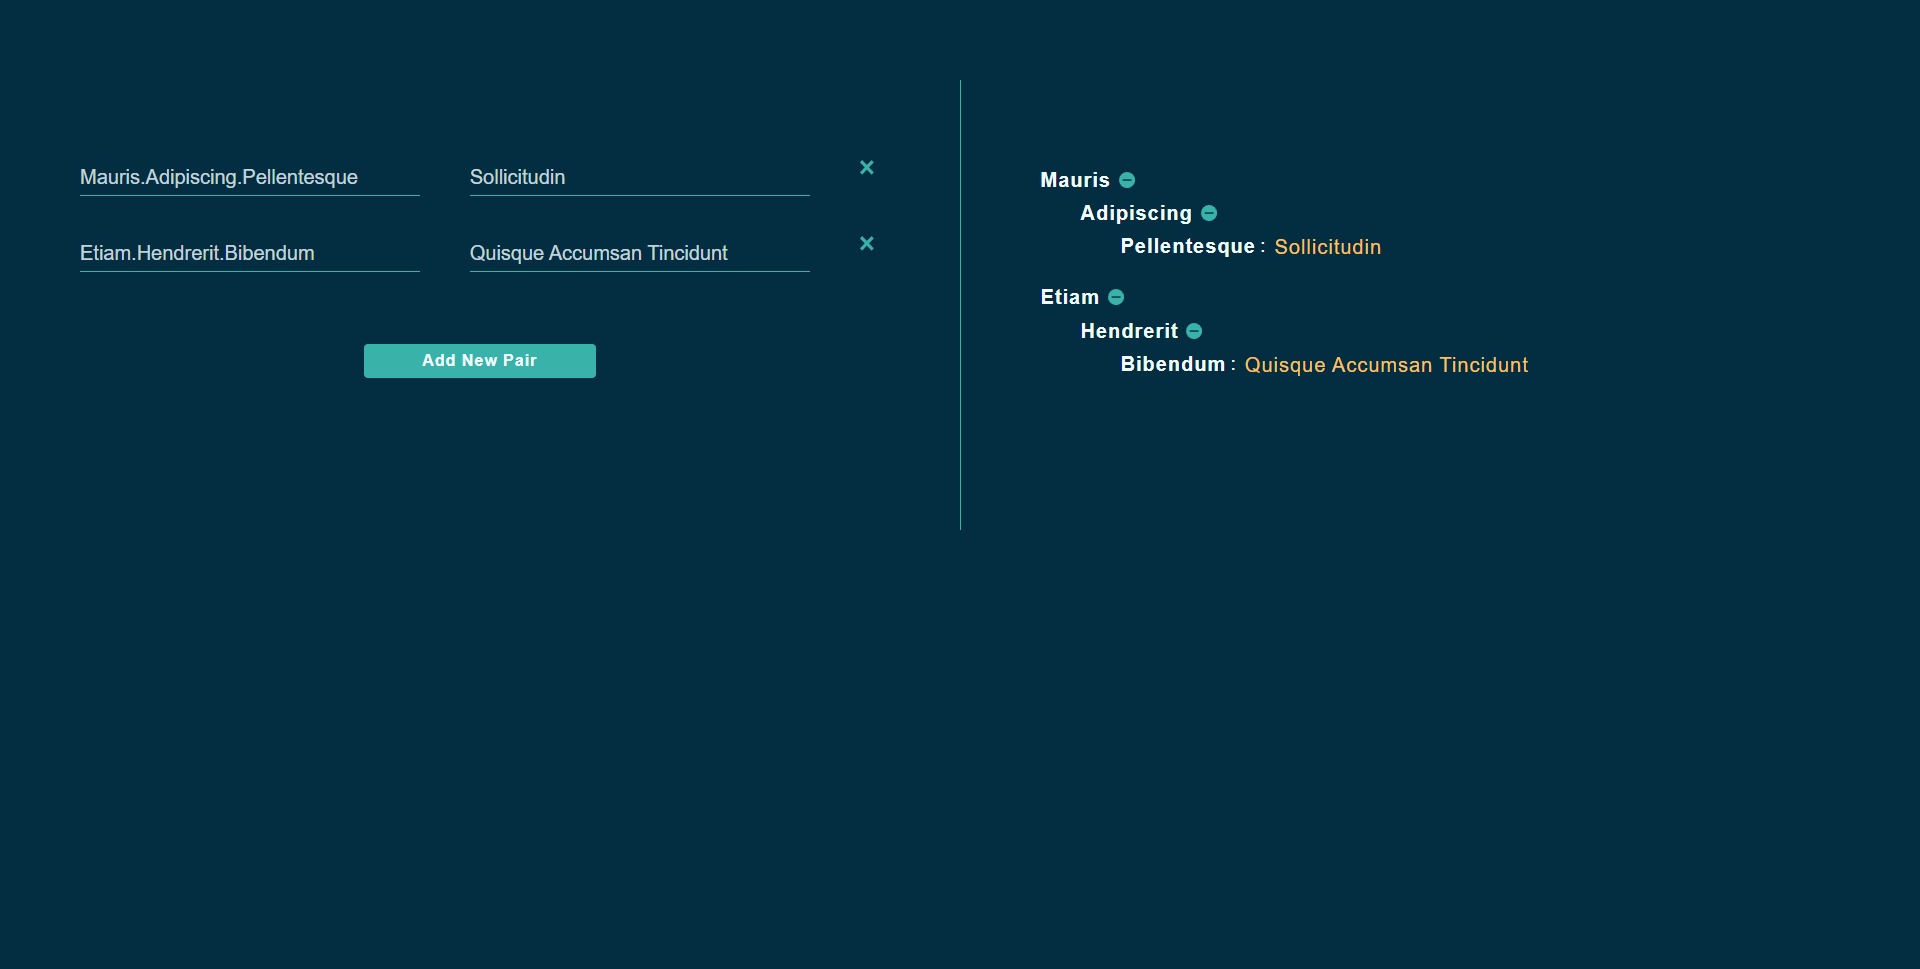 Mauris.Adipiscing.Pellentesque
Sollicitudin
Etiam.Hendrerit.Bibendum
Quisque Accumsan Tincidunt
Add New Pair
Mauris
Adipiscing
Pellentesque : Sollicitudin
Etiam
Hendrerit
Bibendum : Quisque Accumsan Tincidunt